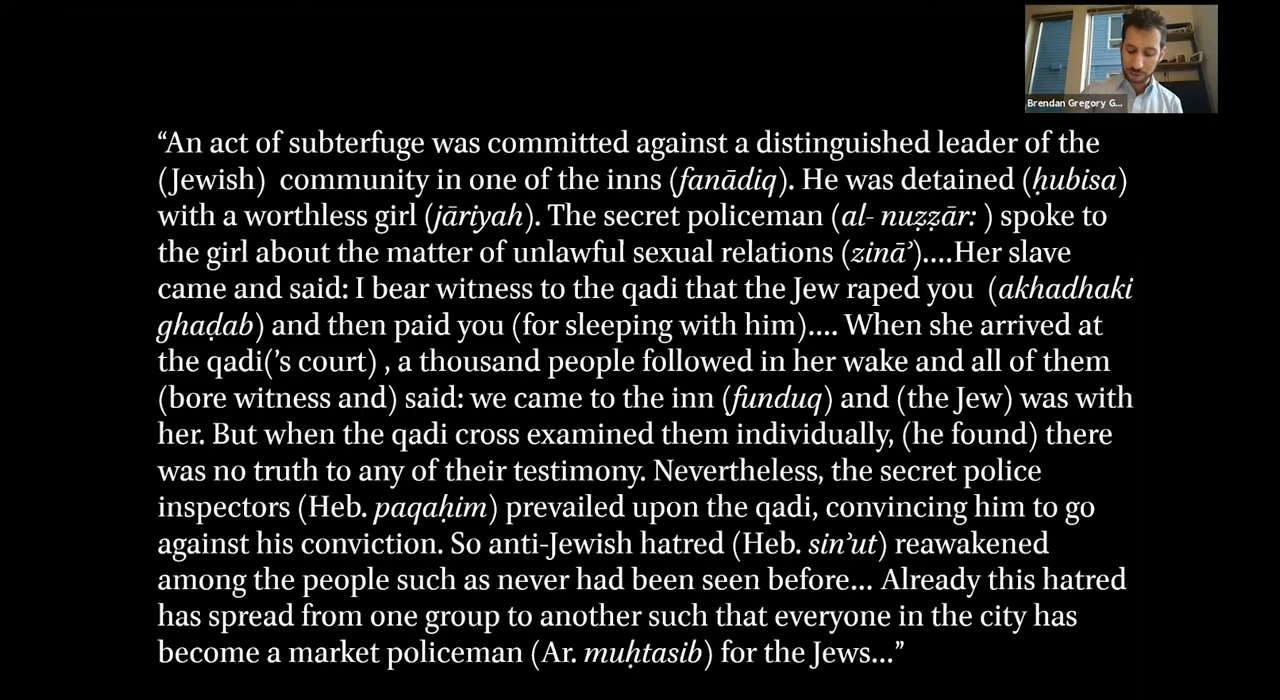 Brendan Gregory G...
“An act of subterfuge was committed against a distinguished leader of the
(Jewish) community in one of the inns (fanādiq). He was detained (ḥubisa)
with a worthless girl (jāriyah). The secret policeman (al- nuẓẓār: ) spoke to
the girl about the matter of unlawful sexual relations (zināʾ)....Her slave
came and said: I bear witness to the qadi that the Jew raped you (akhadhaki
ghaḍab) and then paid you (for sleeping with him).... When she arrived at
the qadi(’s court) , a thousand people followed in her wake and all of them
(bore witness and) said: we came to the inn (funduq) and (the Jew) was with
her. But when the qadi cross examined them individually, (he found) there
was no truth to any of their testimony. Nevertheless, the secret police
inspectors (Heb. paqaḥim) prevailed upon the qadi, convincing him to go
against his conviction. So anti-Jewish hatred (Heb. sin’ut) reawakened
among the people such as never had been seen before... Already this hatred
has spread from one group to another such that everyone in the city has
become a market policeman (Ar. muḥtasib) for the Jews...”